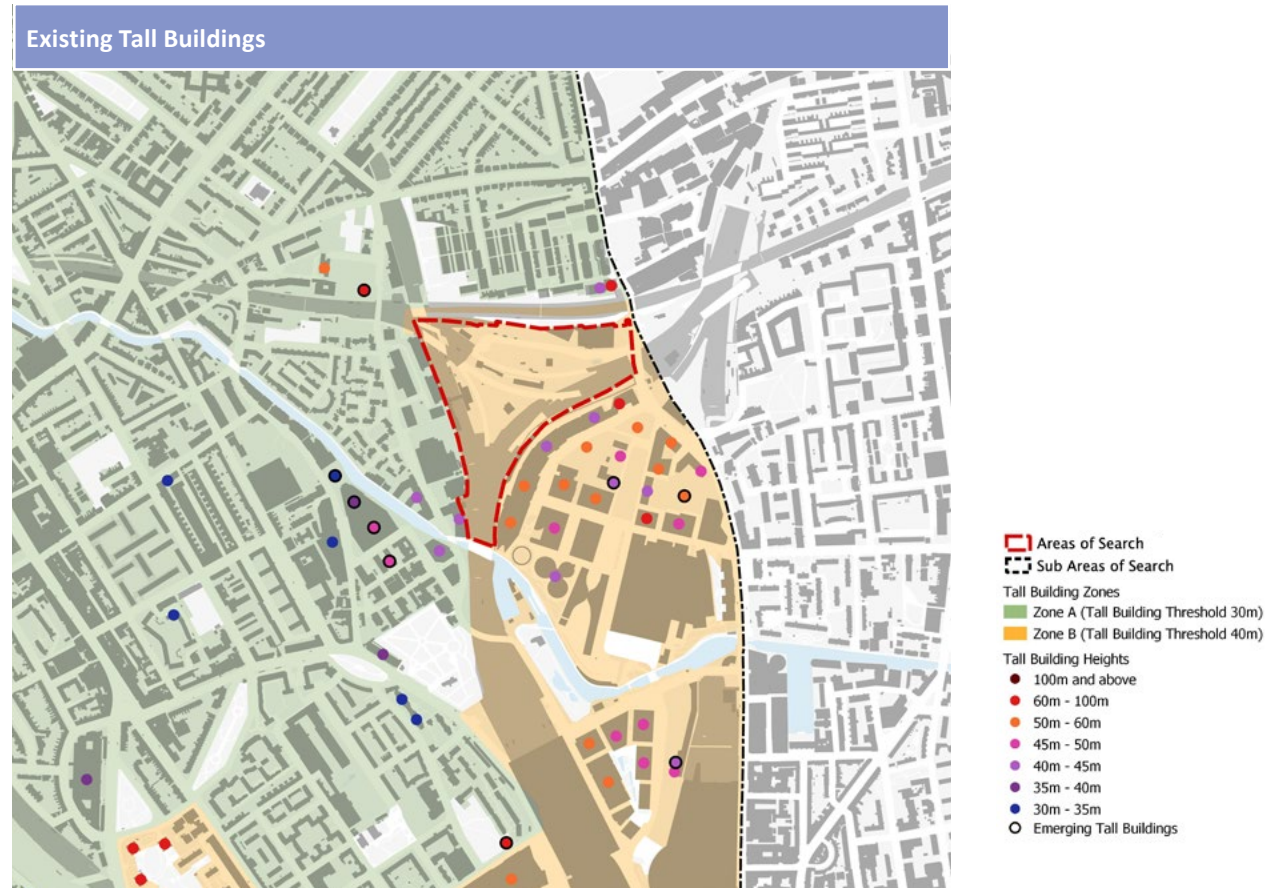 Existing Tall Buildings
Areas of Search
Sub Areas of Search
Tall Building Zones
Zone A (Tall Building Threshold 30m)
Zone B (Tall Building Threshold 40m)
Tall Building Heights
100m and above
60m - 100m
50m - 60m
45m - 50m
40m - 45m
35m - 40m
30m - 35m
Emerging Tall Buildings